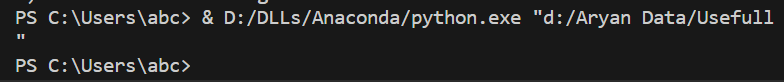 PS C:\Users\abc> & D:/DLLs/Anaconda/python.exe "d:/Aryan Data/Usefull
"
PS C:\Users\abc>